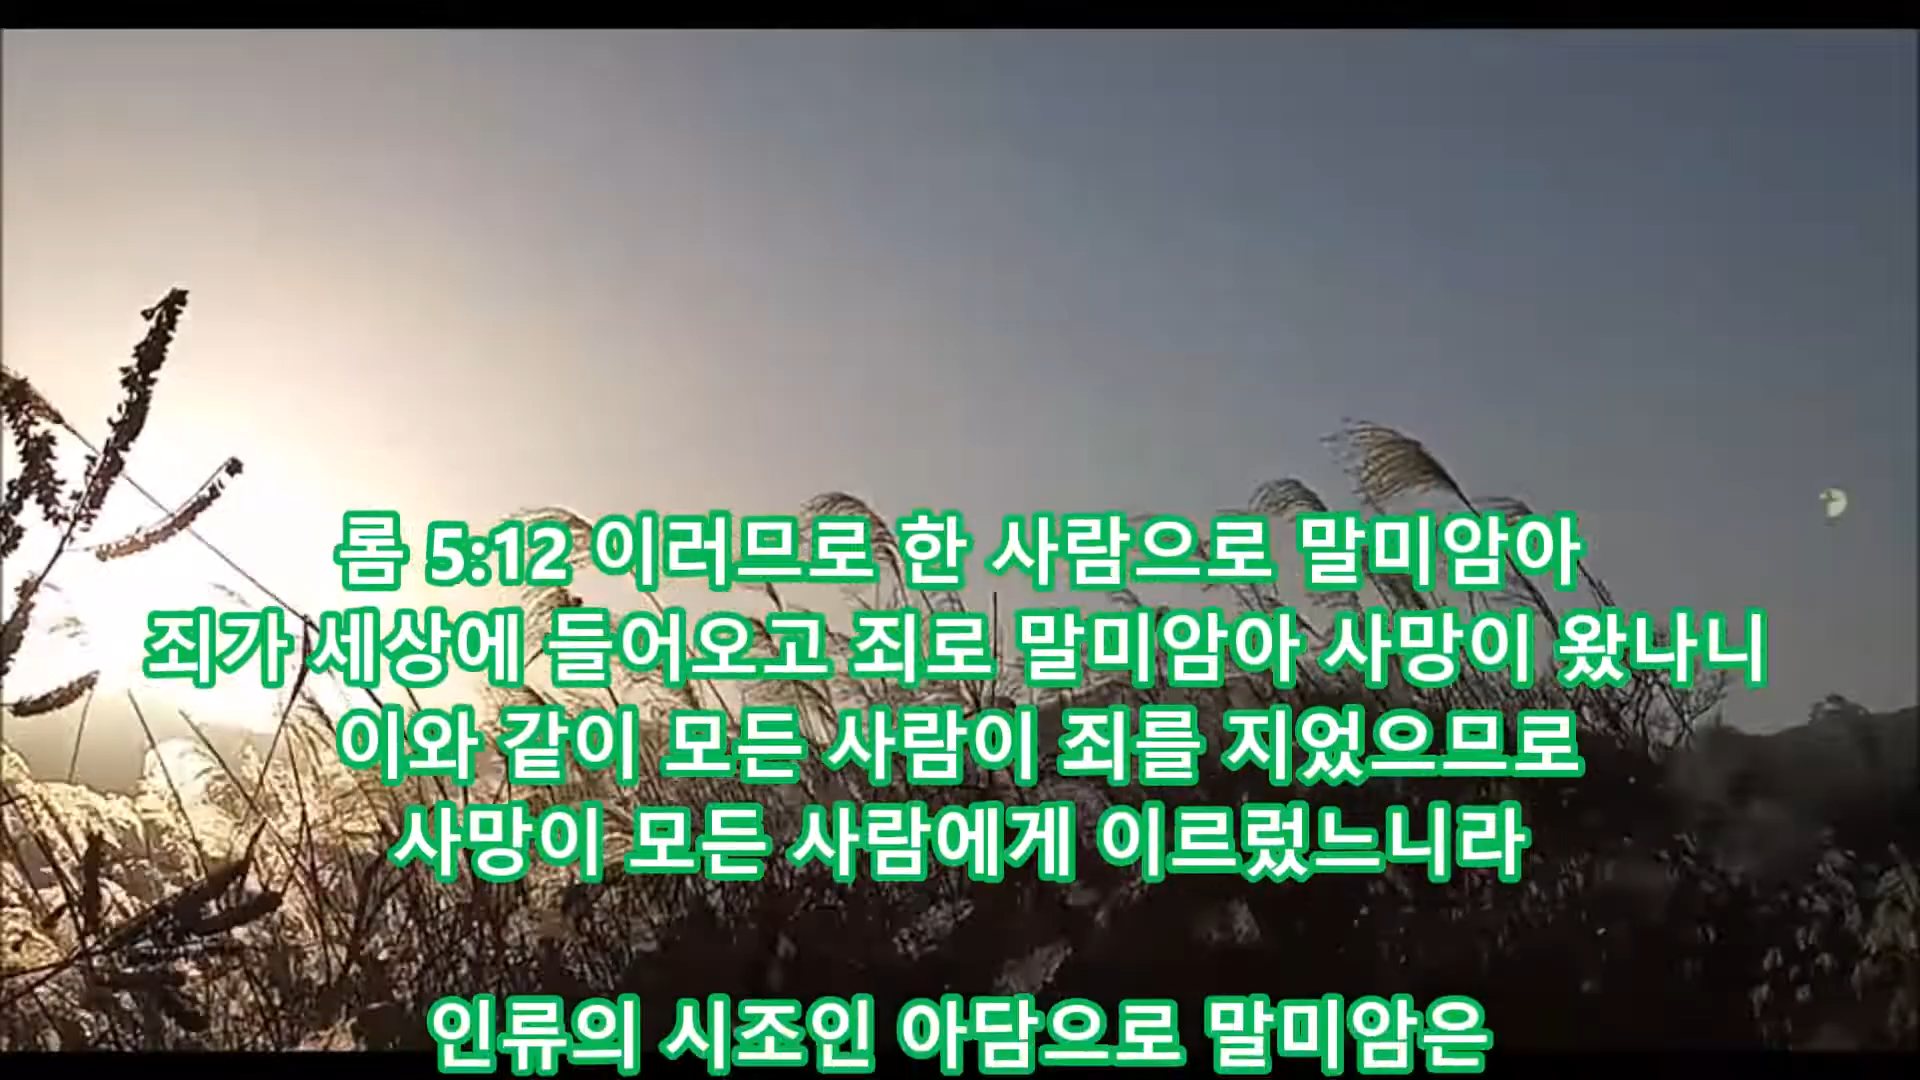 롬 5:12 이러므로 한 사람으로 말미암아
죄가 세상에 들어오고 죄로 말미암아 사망이 왔나니
이와 같이 모든 사람이 죄를 지었으므로
사망이 모든 사람에게 이르렀느니라
인류의 시조인 아담으로 말미암은